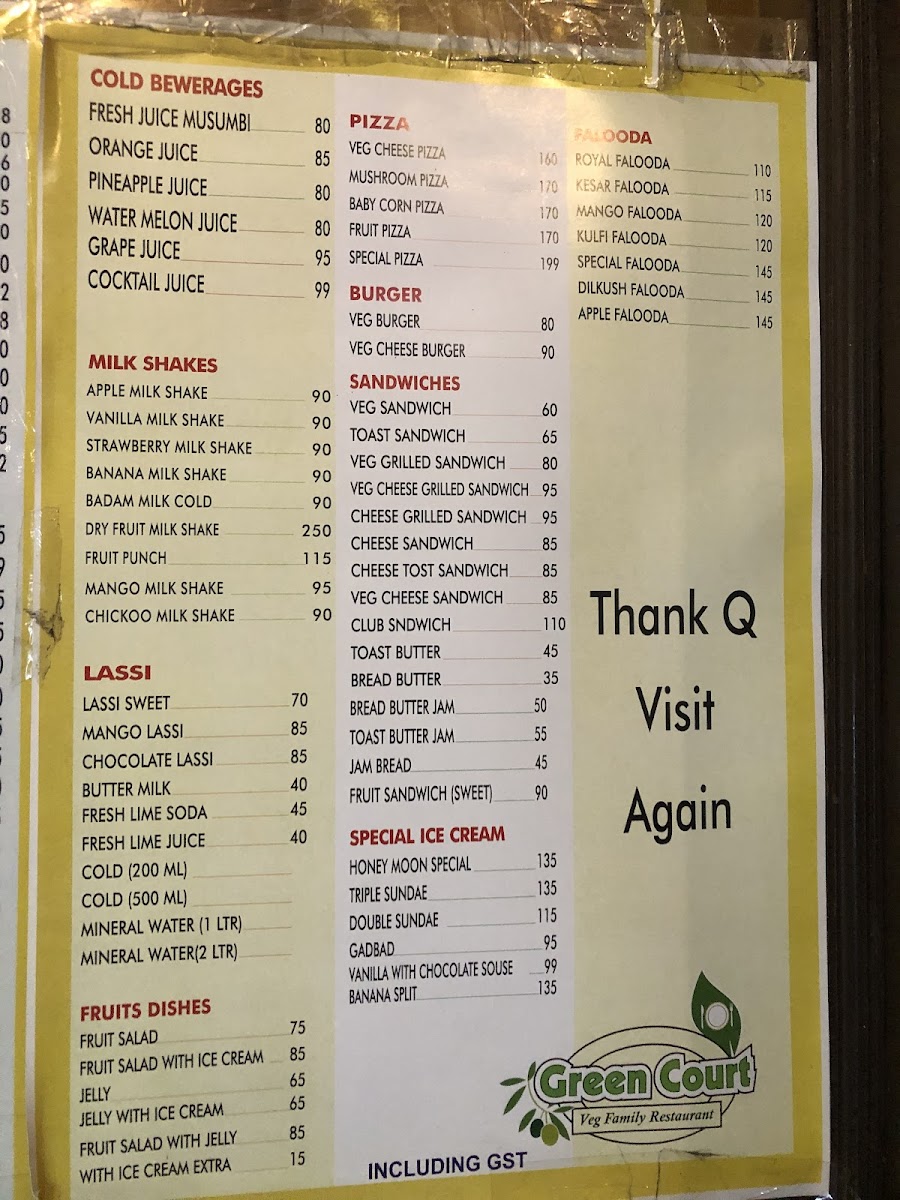 COLD BEWERAGES
FRESH JUICE MUSUMBI 80
ORANGE JUICE 85
PINEAPPLE JUICE 80
WATER MELON JUICE 80
GRAPE JUICE 95
COCKTAIL JUICE 99
MILK SHAKES
APPLE MILK SHAKE 90
VANILLA MILK SHAKE 90
STRAWBERRY MILK SHAKE 90
BANANA MILK SHAKE 90
BADAM MILK COLD 90
DRY FRUIT MILK SHAKE 250
FRUIT PUNCH 115
MANGO MILK SHAKE 95
CHICKOO MILK SHAKE 90
LASSI
LASSI SWEET 70
MANGO LASSI 85
CHOCOLATE LASSI 85
BUTTER MILK 40
FRESH LIME SODA 45
FRESH LIME JUICE 40
COLD (200 ML)
COLD (500 ML)
MINERAL WATER (1 LTR)
MINERAL WATER(2 LTR)
FRUITS DISHES
FRUIT SALAD 75
FRUIT SALAD WITH ICE CREAM 85
JELLY 65
JELLY WITH ICE CREAM 65
FRUIT SALAD WITH JELLY 85
WITH ICE CREAM EXTRA 15
PIZZA
VEG CHEESE PIZZA 160
MUSHROOM PIZZA 170
BABY CORN PIZZA 170
FRUIT PIZZA 170
SPECIAL PIZZA 199
BURGER
VEG BURGER 80
VEG CHEESE BURGER 90
SANDWICHES
VEG SANDWICH 60
TOAST SANDWICH 65
VEG GRILLED SANDWICH 80
VEG CHEESE GRILLED SANDWICH 95
CHEESE GRILLED SANDWICH 95
CHEESE SANDWICH 85
CHEESE TOST SANDWICH 85
VEG CHEESE SANDWICH 85
CLUB SNDWICH 110
TOAST BUTTER 45
BREAD BUTTER 35
BREAD BUTTER JAM 50
TOAST BUTTER JAM 55
JAM BREAD 45
FRUIT SANDWICH (SWEET) 90
SPECIAL ICE CREAM
HONEY MOON SPECIAL 135
TRIPLE SUNDAE 135
DOUBLE SUNDAE 115
GADBAD 95
VANILLA WITH CHOCOLATE SOUSE 99
BANANA SPLIT 135
INCLUDING GST
FALOODA
ROYAL FALOODA 110
KESAR FALOODA 115
MANGO FALOODA 120
KULFI FALOODA 120
SPECIAL FALOODA 145
DILKUSH FALOODA 145
APPLE FALOODA 145
Thank Q
Visit
Again
Green Court
Veg Family Restaurant